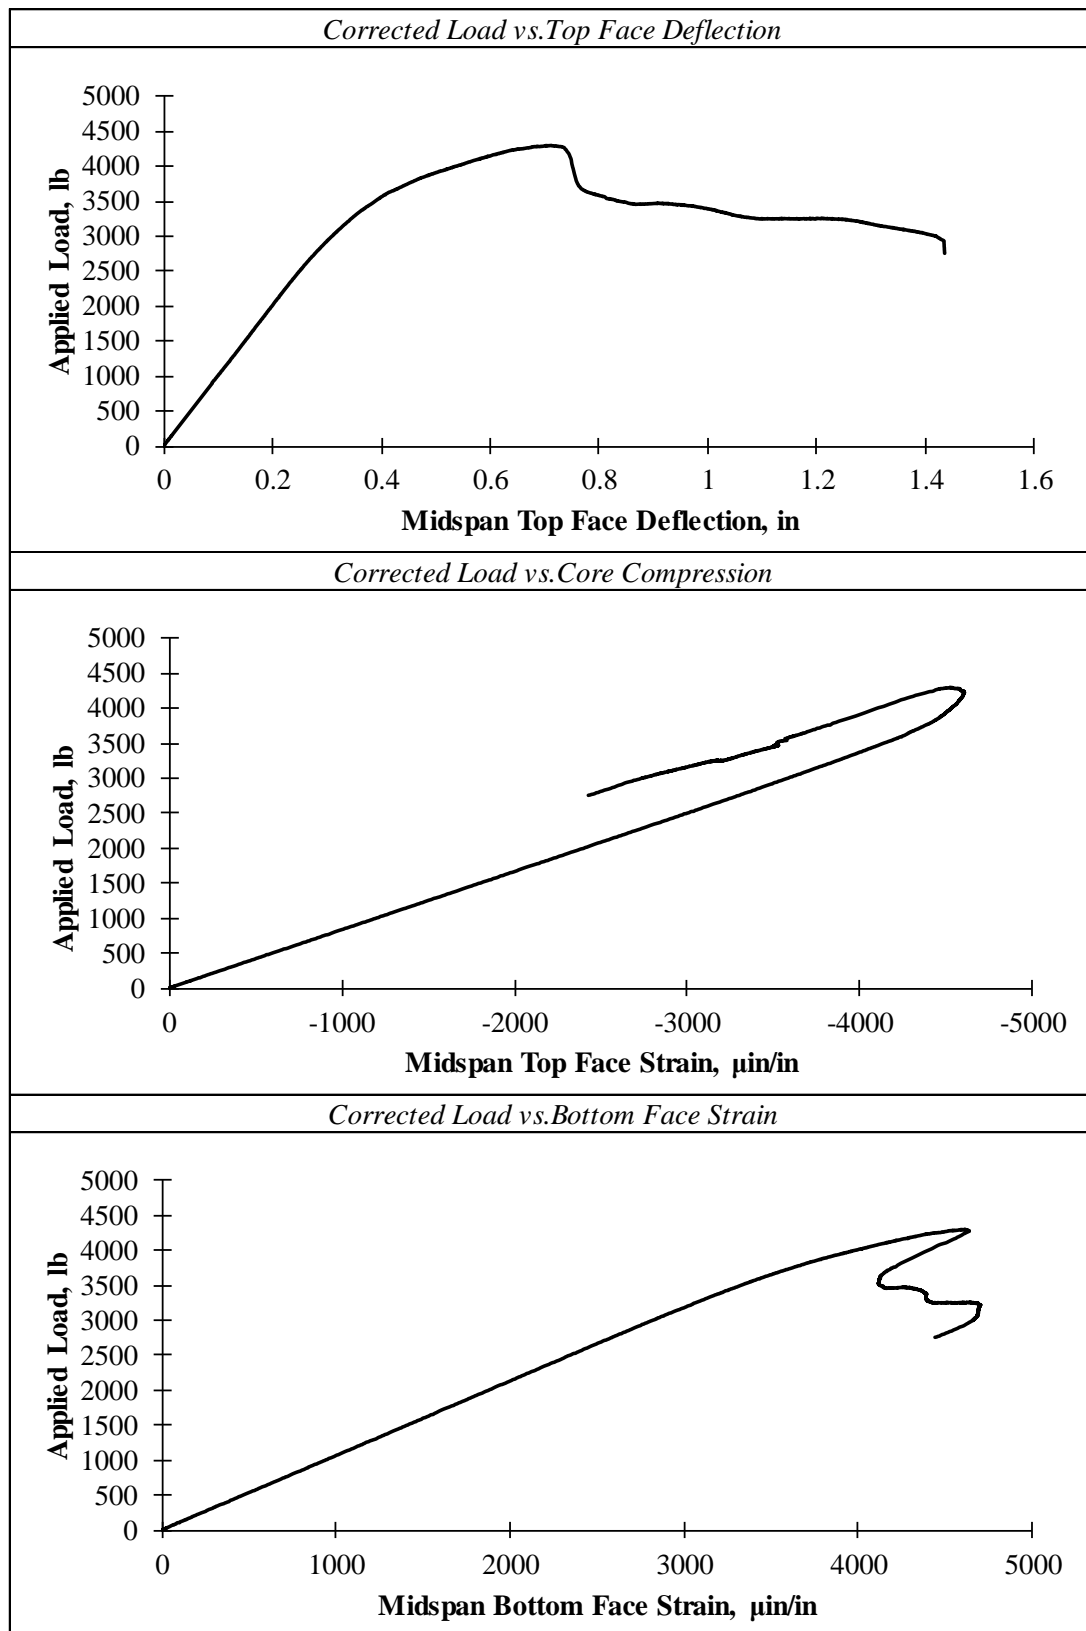 Corrected Load vs.Top Face Deflection
5000
4500
4000
3500
3000
2500
2000
1500
1000
500
0
Applied Load, lb
0 0.2 0.4 0.6 0.8 1 1.2 1.4 1.6
Midspan Top Face Deflection, in
Corrected Load vs.Core Compression
5000
4500
4000
3500
3000
2500
2000
1500
1000
500
0
Applied Load, lb
0 -1000 -2000 -3000 -4000 -5000
Midspan Top Face Strain, µin/in
Corrected Load vs.Bottom Face Strain
5000
4500
4000
3500
3000
2500
2000
1500
1000
500
0
Applied Load, lb
0 1000 2000 3000 4000 5000
Midspan Bottom Face Strain, µin/in